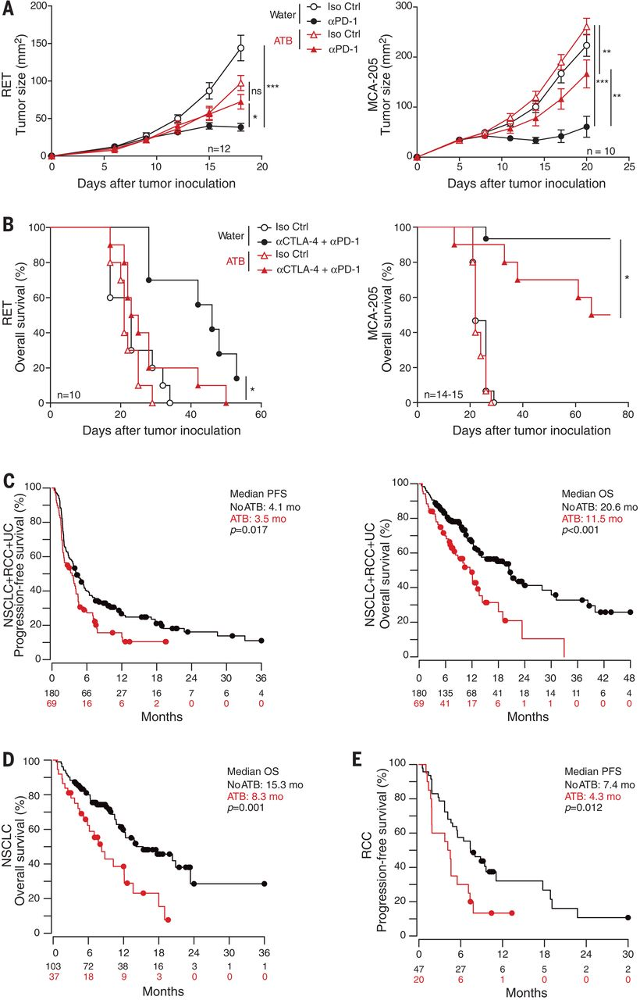 A
Water
Iso Ctrl
αPD-1
ATB
Iso Ctrl
αPD-1
RET
Tumor size (mm2)
200
150
100
50
0
0
5
10
15
20
n=12
ns
***
*
Days after tumor inoculation
MCA-205
Tumor size (mm2)
300
200
100
0
0
5
10
15
20
25
n = 10
**
***
**
Days after tumor inoculation
B
Water
Iso Ctrl
αCTLA-4 + αPD-1
ATB
Iso Ctrl
αCTLA-4 + αPD-1
RET
Overall survival (%)
100
80
60
40
20
0
0
20
40
60
n=10
*
Days after tumor inoculation
MCA-205
Overall survival (%)
100
80
60
40
20
0
0
20
40
60
80
n=14-15
*
Days after tumor inoculation
C
NSCLC+RCC+UC
Progression-free survival (%)
100
80
60
40
20
0
Median PFS
NoATB: 4.1 mo
ATB: 3.5 mo
p=0.017
0 6 12 18 24 30 36
180 66 27 16 7 6 4
69 16 6 2 0 0 0
Months
NSCLC+RCC+UC
Overall survival (%)
100
80
60
40
20
0
Median OS
NoATB: 20.6 mo
ATB: 11.5 mo
p<0.001
0 6 12 18 24 30 36 42 48
180 135 68 41 18 14 11 6 4
69 41 17 6 1 1 0 0 0
Months
D
NSCLC
Overall survival (%)
100
80
60
40
20
0
Median OS
NoATB: 15.3 mo
ATB: 8.3 mo
p=0.001
0 6 12 18 24 30 36
103 72 38 16 3 1 1
37 18 9 3 0 0 0
Months
E
RCC
Progression-free survival (%)
100
80
60
40
20
0
Median PFS
NoATB: 7.4 mo
ATB: 4.3 mo
p=0.012
0 6 12 18 24 30
47 27 6 5 2 2
20 6 1 0 0 0
Months